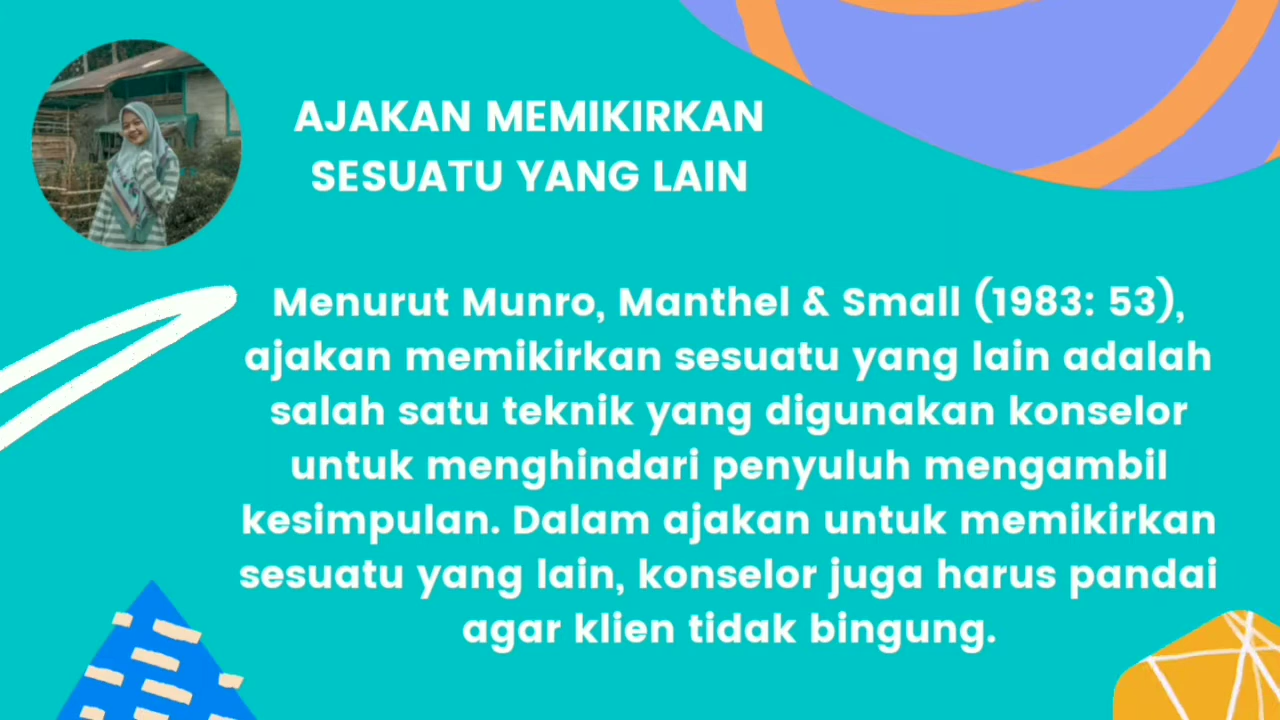 AJAKAN MEMIKIRKAN
SESUATU YANG LAIN
Menurut Munro, Manthel & Small (1983: 53),
ajakan memikirkan sesuatu yang lain adalah
salah satu teknik yang digunakan konselor
untuk menghindari penyuluh mengambil
kesimpulan. Dalam ajakan untuk memikirkan
sesuatu yang lain, konselor juga harus pandai
agar klien tidak bingung.